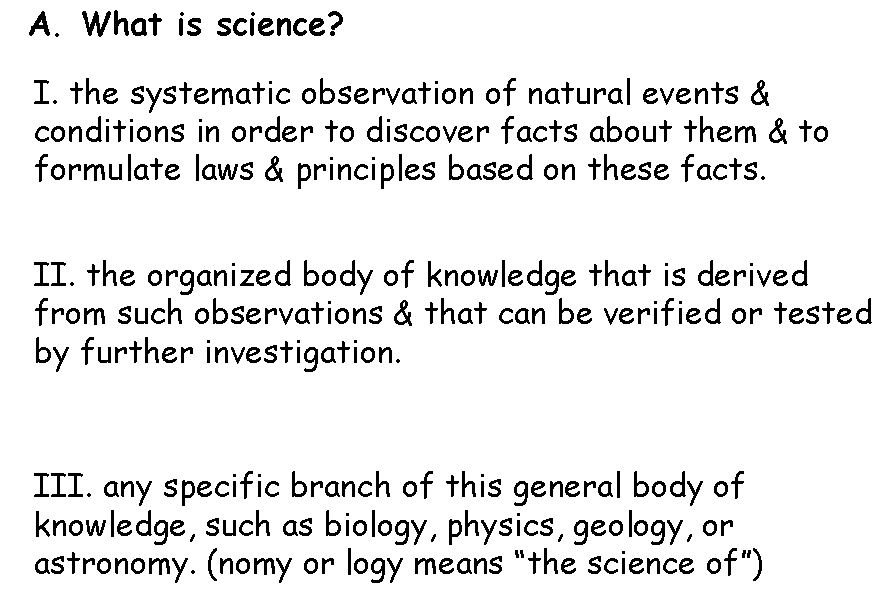 A. What is science?
I. the systematic observation of natural events &
conditions in order to discover facts about them & to
formulate laws & principles based on these facts.
II. the organized body of knowledge that is derived
from such observations & that can be verified or tested
by further investigation.
III. any specific branch of this general body of
knowledge, such as biology, physics, geology, or
astronomy. (nomy or logy means “the science of”)